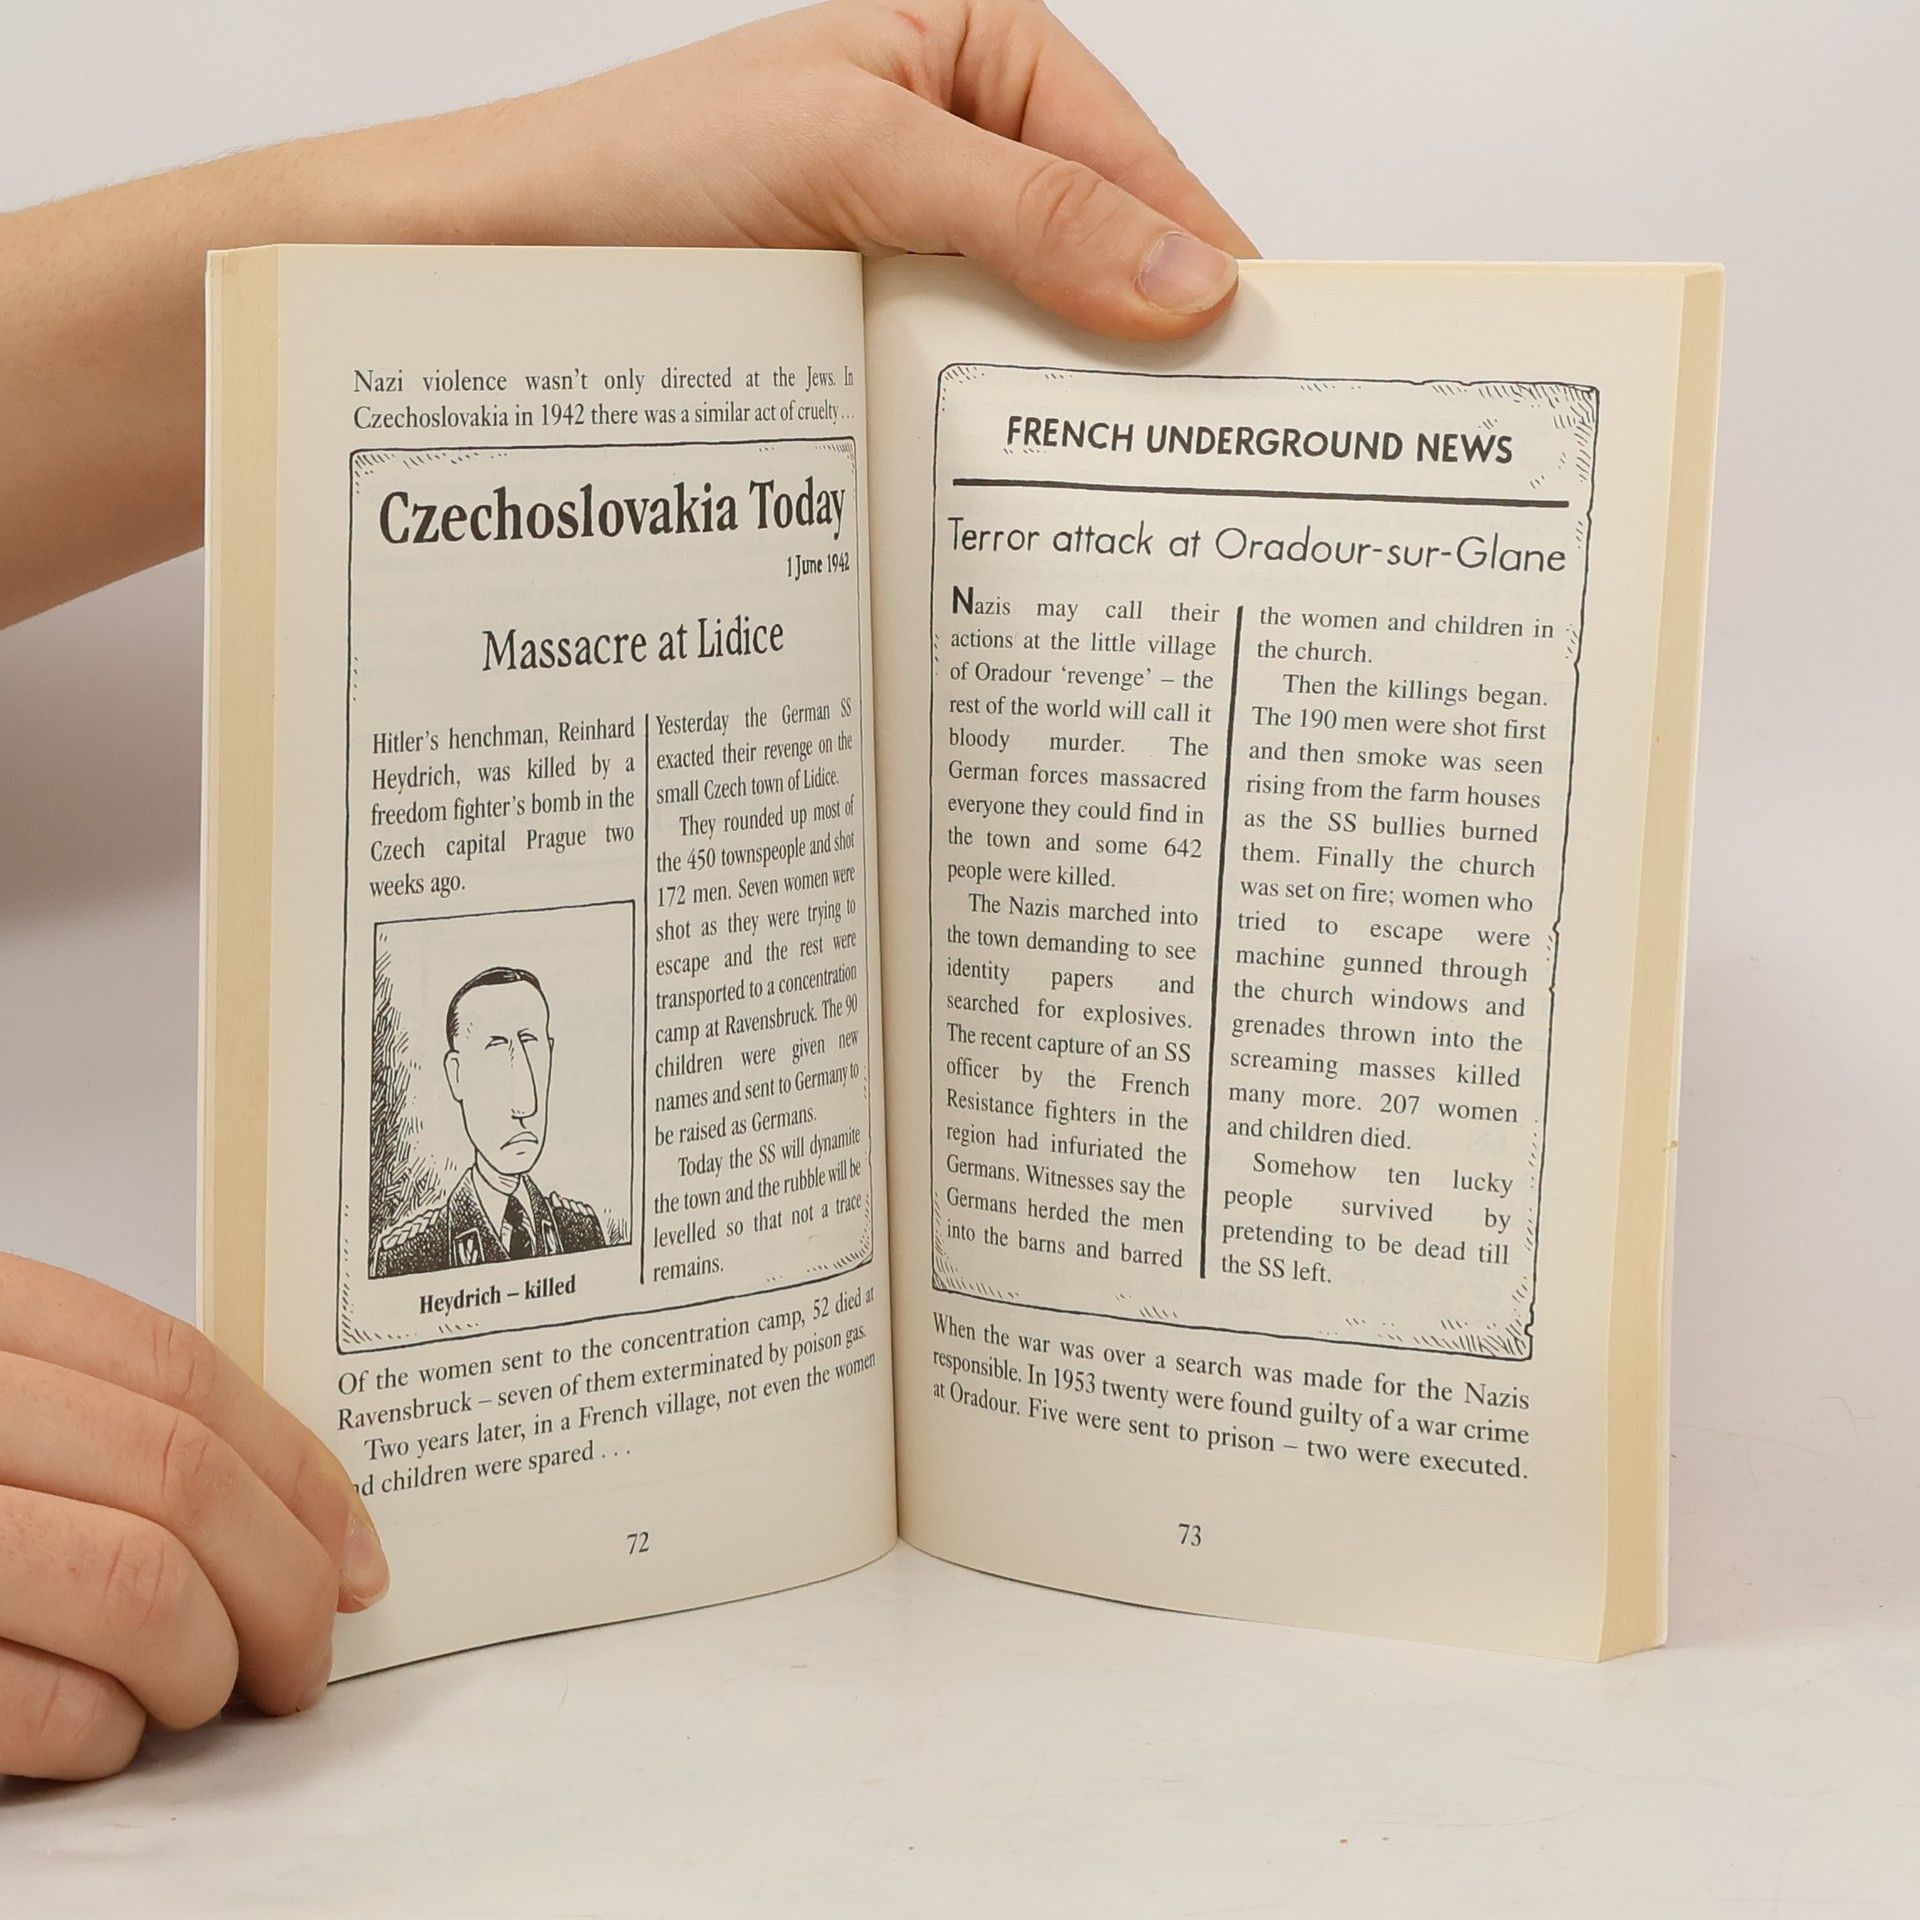 Nazi violence wasn't only directed at the Jews. In
Czechoslovakia in 1942 there was a similar act of cruelty...
Czechoslovakia Today
1 June 1942
Massacre at Lidice
Hitler's henchman, Reinhard
Heydrich, was killed by a
freedom fighter's bomb in the
Czech capital Prague two
weeks ago.
Heydrich – killed
Yesterday the German SS
exacted their revenge on the
small Czech town of Lidice.
They rounded up most of
the 450 townspeople and shot
172 men. Seven women were
shot as they were trying to
escape and the rest were
transported to a concentration
camp at Ravensbruck. The 90
children were given new
names and sent to Germany to
be raised as Germans.
Today the SS will dynamite
the town and the rubble will be
levelled so that not a trace
remains.
Of the women sent to the concentration camp, 52 died at
Ravensbruck – seven of them exterminated by poison gas.
Two years later, in a French village, not even the women
nd children were spared . . .
72
FRENCH UNDERGROUND NEWS
Terror attack at Oradour-sur-Glane
Nazis may call their
actions at the little village
of Oradour 'revenge' – the
rest of the world will call it
bloody murder. The
German forces massacred
everyone they could find in
the town and some 642
people were killed.
The Nazis marched into
the town demanding to see
identity papers and
searched for explosives.
The recent capture of an SS
officer by the French
Resistance fighters in the
region had infuriated the
Germans. Witnesses say the
Germans herded the men
into the barns and barred
the women and children in
the church.
Then the killings began.
The 190 men were shot first
and then smoke was seen
rising from the farm houses
as the SS bullies burned
them. Finally the church
was set on fire; women who
tried to escape were
machine gunned through
the church windows and
grenades thrown into the
screaming masses killed
many more. 207 women
and children died.
Somehow ten lucky
people survived by
pretending to be dead till
the SS left.
When the war was over a search was made for the Nazis
responsible. In 1953 twenty were found guilty of a war crime
at Oradour. Five were sent to prison – two were executed.
73